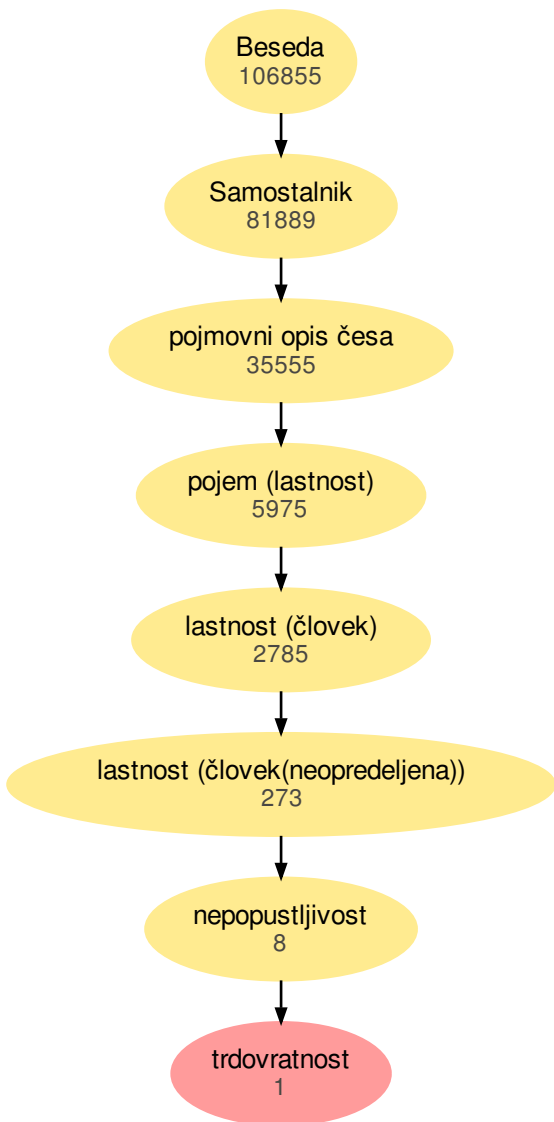 Beseda
106855
Samostalnik
81889
pojmovni opis česa
35555
pojem (lastnost)
5975
lastnost (človek)
2785
lastnost (človek(neopredeljena))
273
nepopustljivost
8
trdovratnost
1